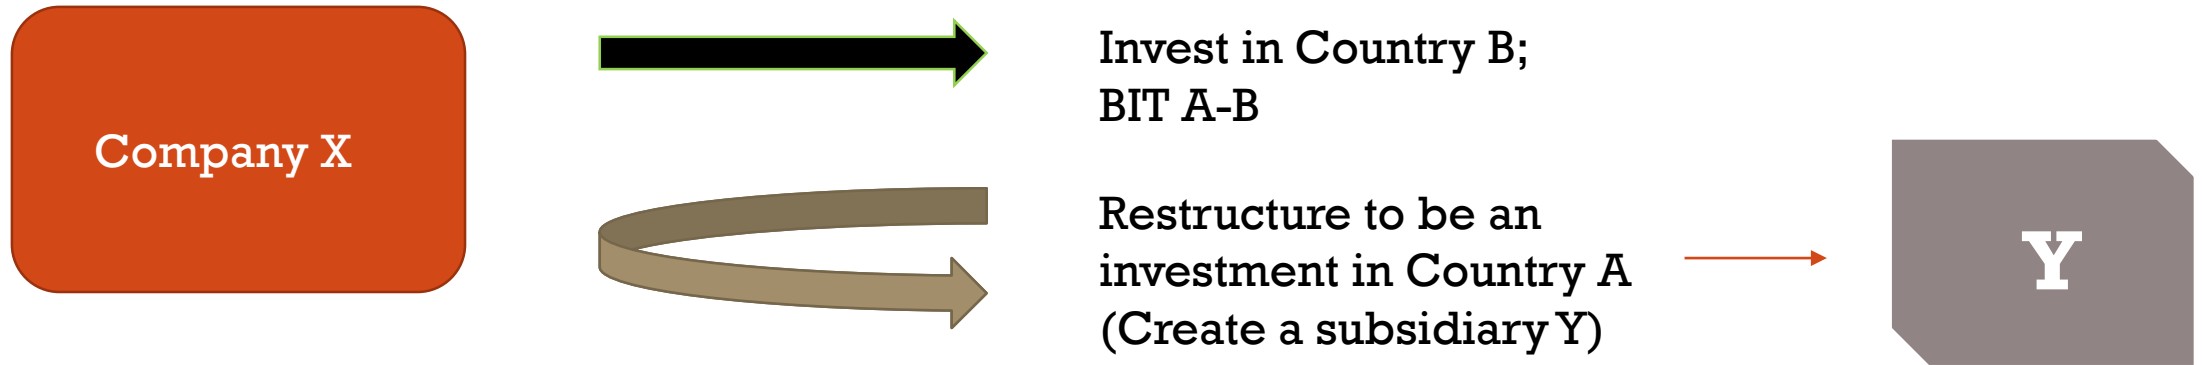 Company X
Invest in Country B;
BIT A-B
Restructure to be an
investment in Country A
(Create a subsidiary Y)
Y